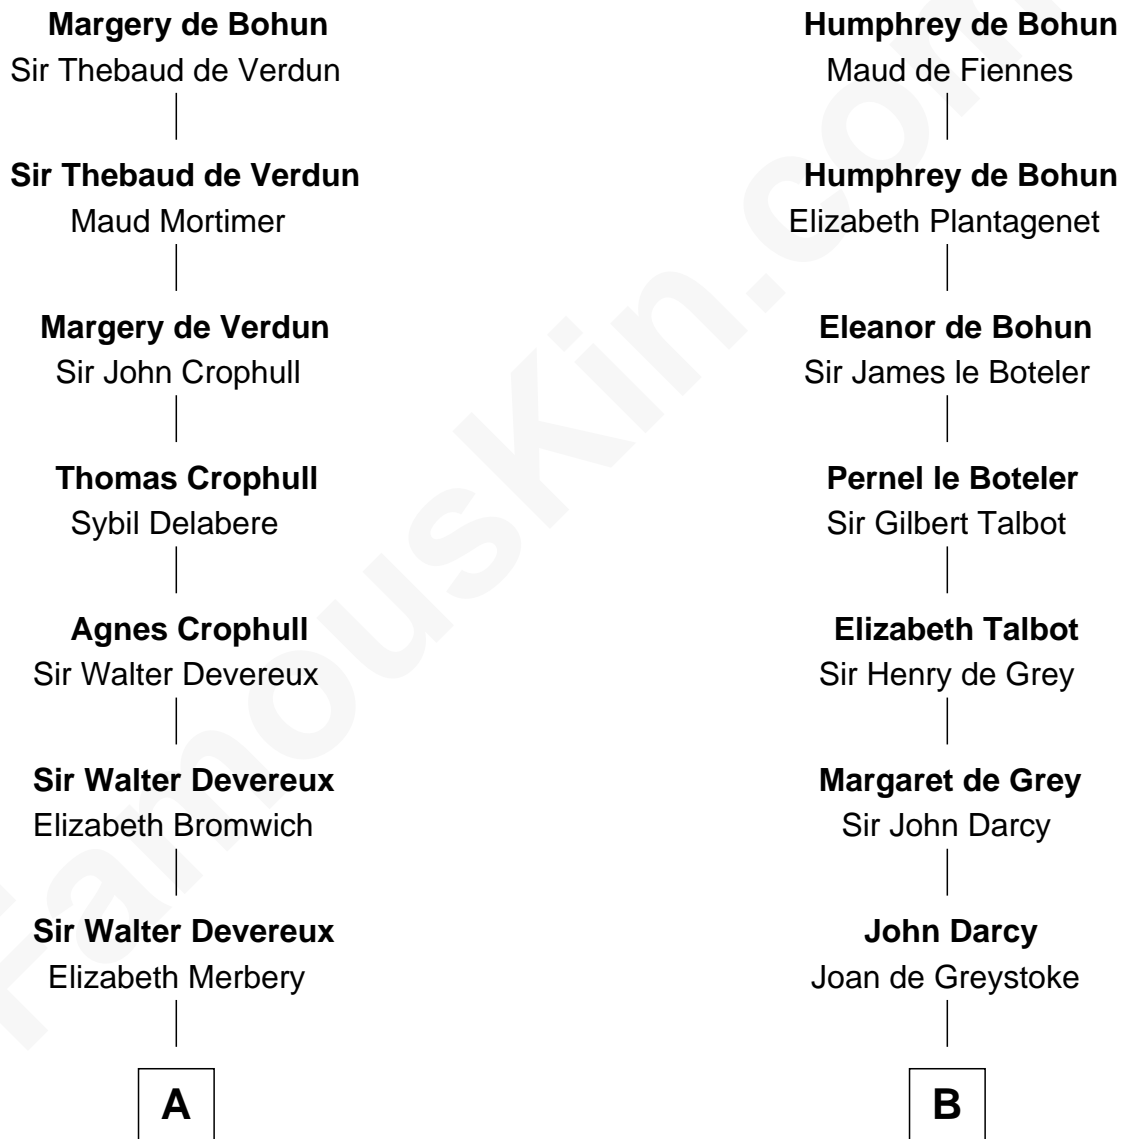 Margery de Bohun
Sir Thebaud de Verdun
Sir Thebaud de Verdun
Maud Mortimer
Margery de Verdun
Sir John Crophull
Thomas Crophull
Sybil Delabere
Agnes Crophull
Sir Walter Devereux
Sir Walter Devereux
Elizabeth Bromwich
Sir Walter Devereux
Elizabeth Merbery
A
Humphrey de Bohun
Maud de Fiennes
Humphrey de Bohun
Elizabeth Plantagenet
Eleanor de Bohun
Sir James le Boteler
Pernel le Boteler
Sir Gilbert Talbot
Elizabeth Talbot
Sir Henry de Grey
Margaret de Grey
Sir John Darcy
John Darcy
Joan de Greystoke
B
FamousKin.com